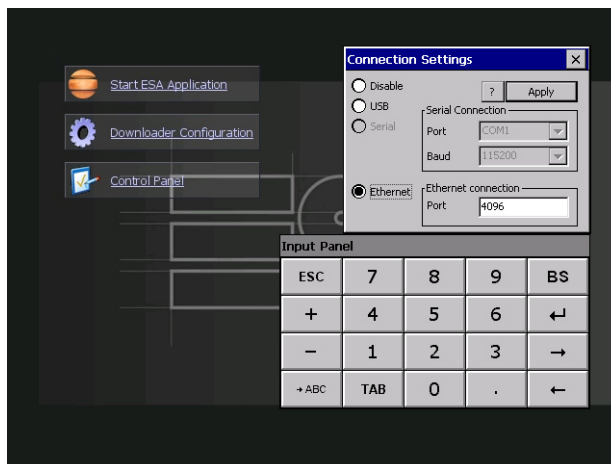 Start ESA Application
Downloader Configuration
Control Panel
Connection Settings
Disable
USB
Serial
Ethernet
? Apply
Serial Connection
Port COM1
Baud 115200
Ethernet connection
Port 4096
Input Panel
ESC 7 8 9 BS
+ 4 5 6 ↵
− 1 2 3 →
→ABC TAB 0 . ←